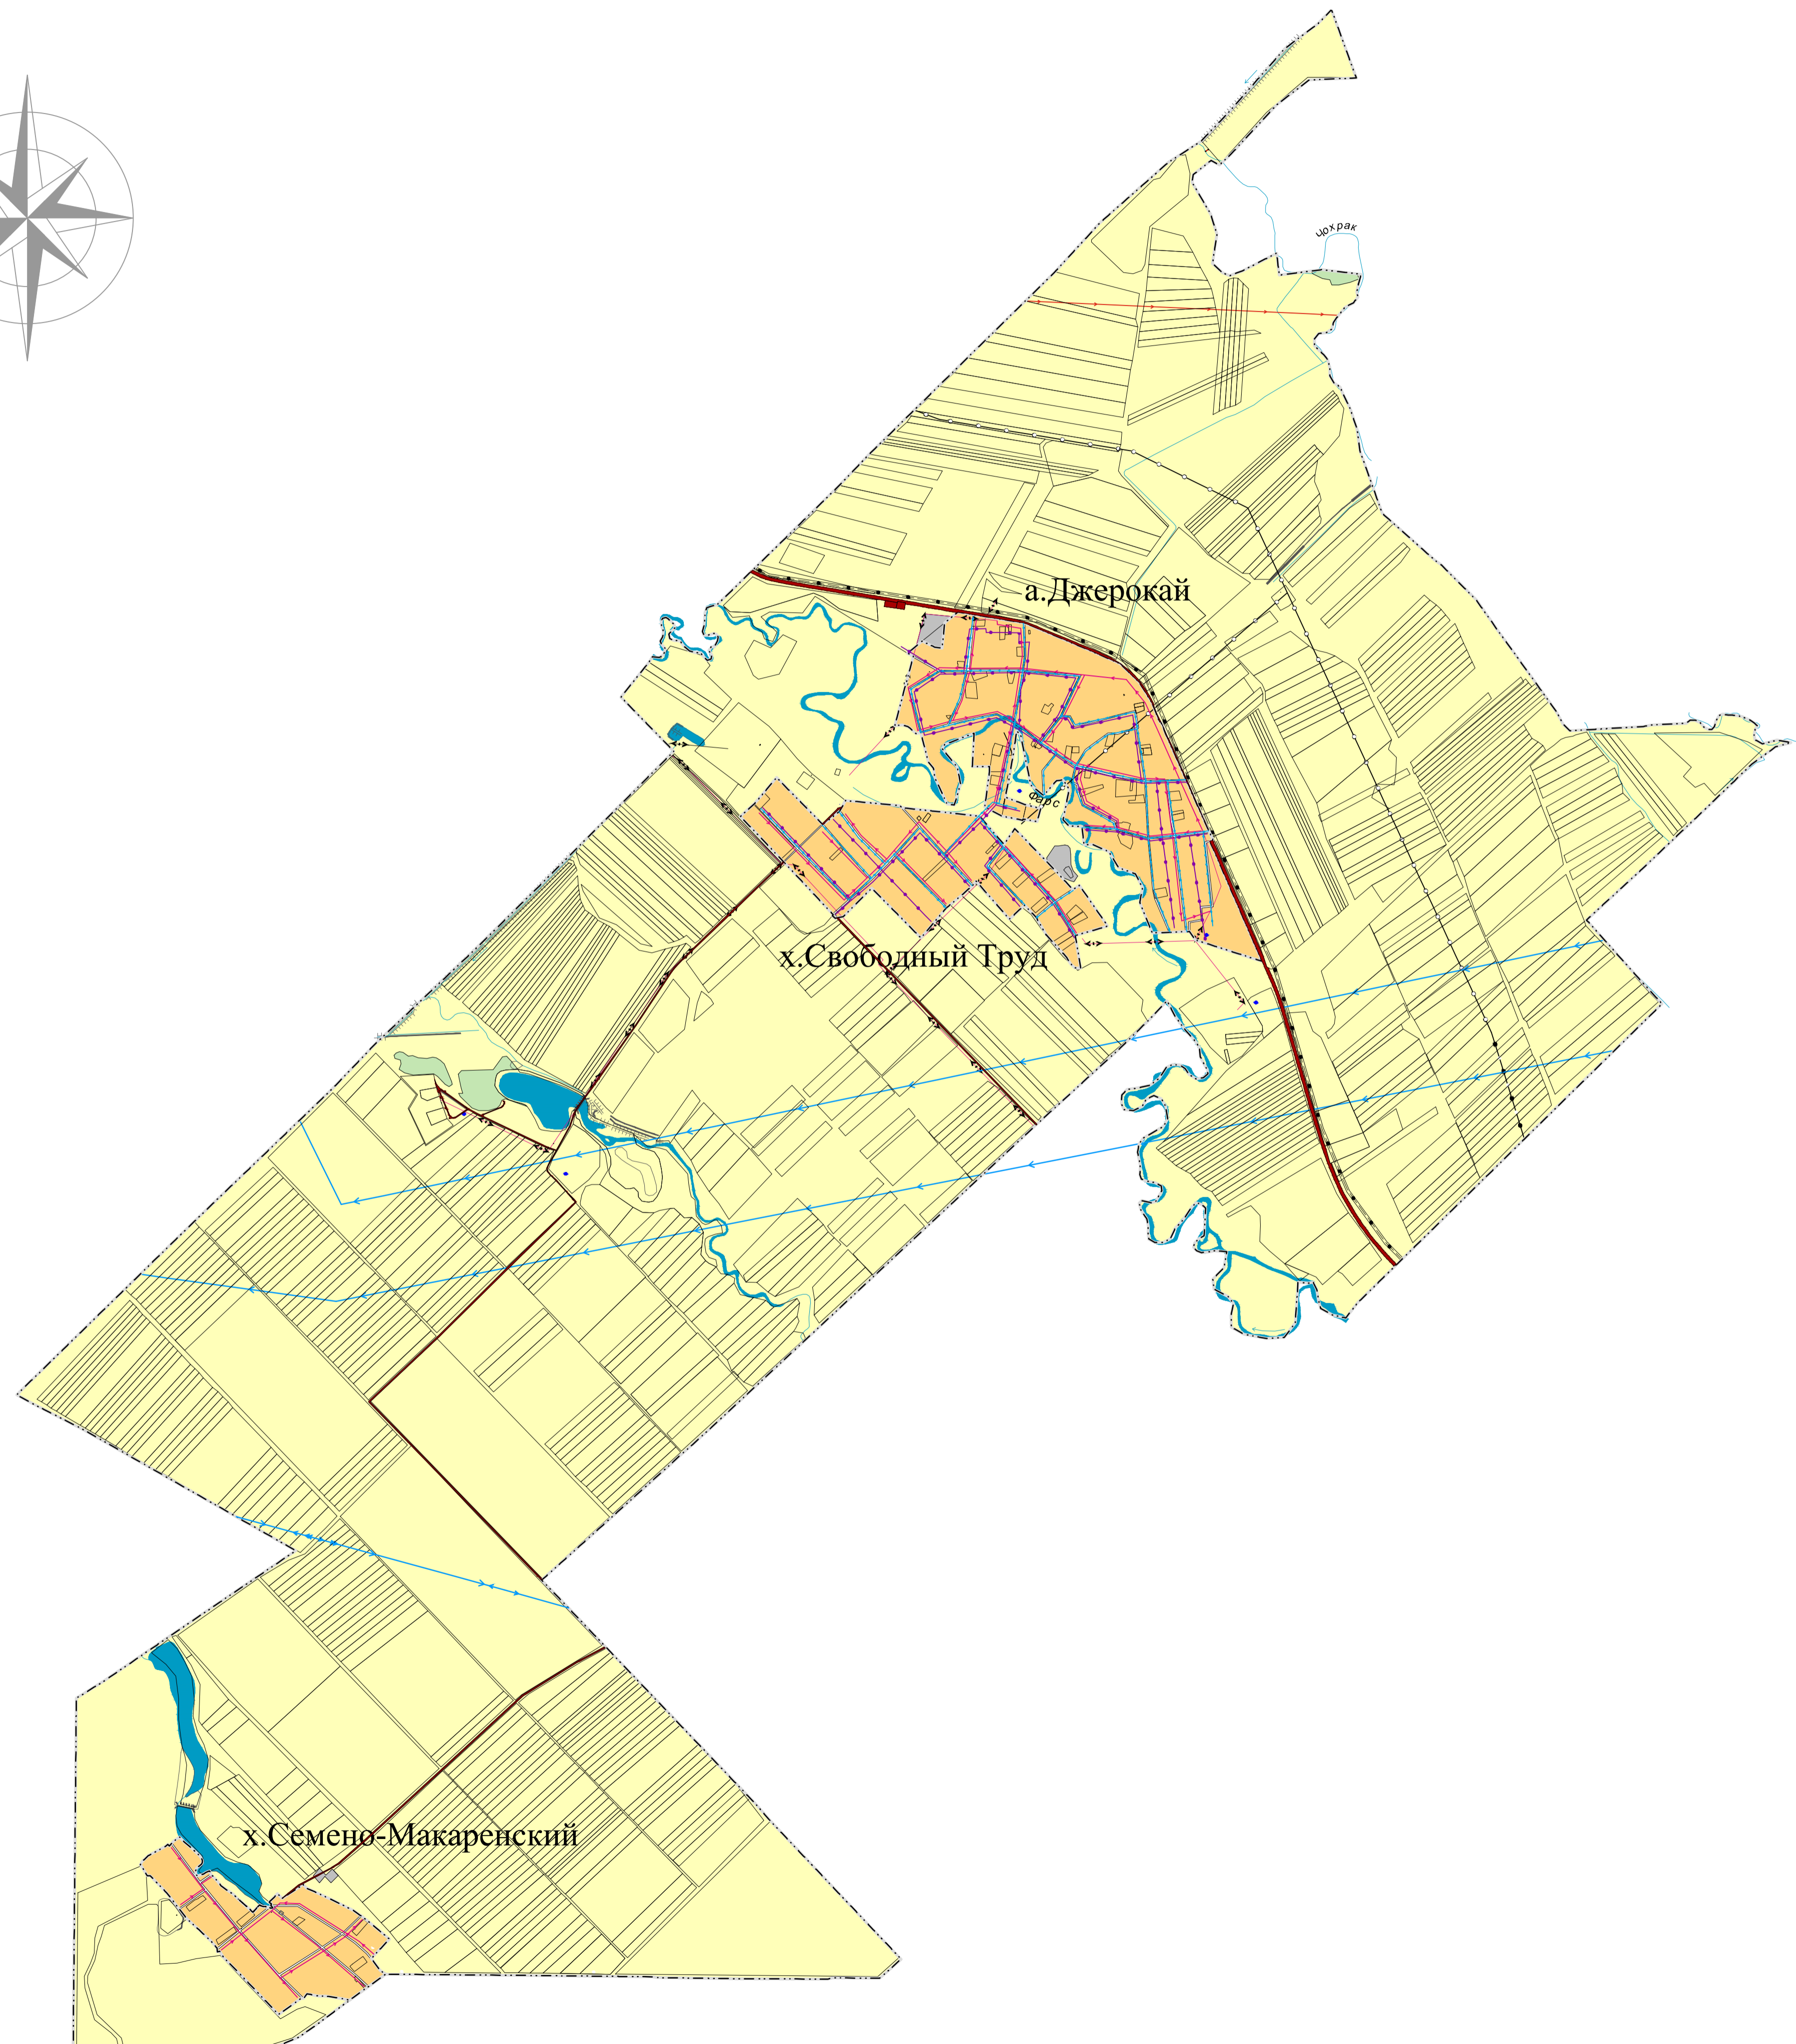 Чохрак
а.Джерокай
Фарс
х.Свободный Труд
х.Семено-Макаренский